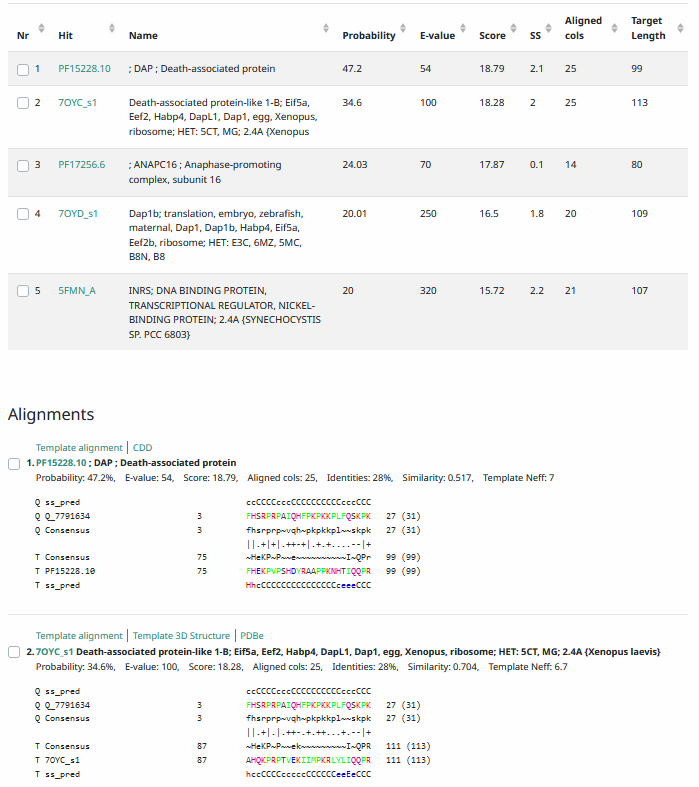 Nr Hit Name Probability E-value Score SS Aligned cols Target Length
1 PF15228.10 ; DAP ; Death-associated protein 47.2 54 18.79 2.1 25 99
2 7OYC_s1 Death-associated protein-like 1-B; Eif5a, 34.6 100 18.28 2 25 113
Eef2, Habp4, DapL1, Dap1, egg, Xenopus,
ribosome; HET: 5CT, MG; 2.4A {Xenopus
3 PF17256.6 ; ANAPC16 ; Anaphase-promoting 24.03 70 17.87 0.1 14 80
complex, subunit 16
4 7OYD_s1 Dap1b; translation, embryo, zebrafish, 20.01 250 16.5 1.8 20 109
maternal, Dap1, Dap1b, Habp4, Eif5a,
Eef2b, ribosome; HET: E3C, 6MZ, 5MC,
B8N, B8
5 5FMN_A INRS; DNA BINDING PROTEIN, 20 320 15.72 2.2 21 107
TRANSCRIPTIONAL REGULATOR, NICKEL-
BINDING PROTEIN; 2.4A {SYNECHOCYSTIS
SP. PCC 6803}
Alignments
Template alignment | CDD
1. PF15228.10 ; DAP ; Death-associated protein
Probability: 47.2%, E-value: 54, Score: 18.79, Aligned cols: 25, Identities: 28%, Similarity: 0.517, Template Neff: 7
Q ss_pred ccCCCCcccCCCCCCCCCCCcccCCC
Q Q_7791634 3 FHSRPRPAIQHFPKPKKPLFQSKPK 27 (31)
Q Consensus 3 fhsrprp~vqh~pkpkkpl~~skpk 27 (31)
||.+|+|.++-+|.+.+....--|+
T Consensus 75 ~HeKP~P~~e~~~~~~~~~~~I~QPr 99 (99)
T PF15228.10 75 FHEKPVPSHDYRAAPPKNHTIQQPR 99 (99)
T ss_pred HhcCCCCCCCCCCCCCCCCceeeCCC
Template alignment | Template 3D Structure | PDBe
2. 7OYC_s1 Death-associated protein-like 1-B; Eif5a, Eef2, Habp4, DapL1, Dap1, egg, Xenopus, ribosome; HET: 5CT, MG; 2.4A {Xenopus laevis}
Probability: 34.6%, E-value: 100, Score: 18.28, Aligned cols: 25, Identities: 28%, Similarity: 0.704, Template Neff: 6.7
Q ss_pred ccCCCCcccCCCCCCCCCCCcccCCC
Q Q_7791634 3 FHSRPRPAIQHFPKPKKPLFQSKPK 27 (31)
Q Consensus 3 fhsrprp~vqh~pkpkkpl~~skpk 27 (31)
||.+|.|.++-.+.++...+.--|+
T Consensus 87 ~HeKP~P~~ek~~~~~~~~~~I~QPR 111 (113)
T 7OYC_s1 87 AHQKPRPTVEKIIMPKRLYLIQQPR 111 (113)
T ss_pred hccCCCCcccccCCCCCCeeEeCCC